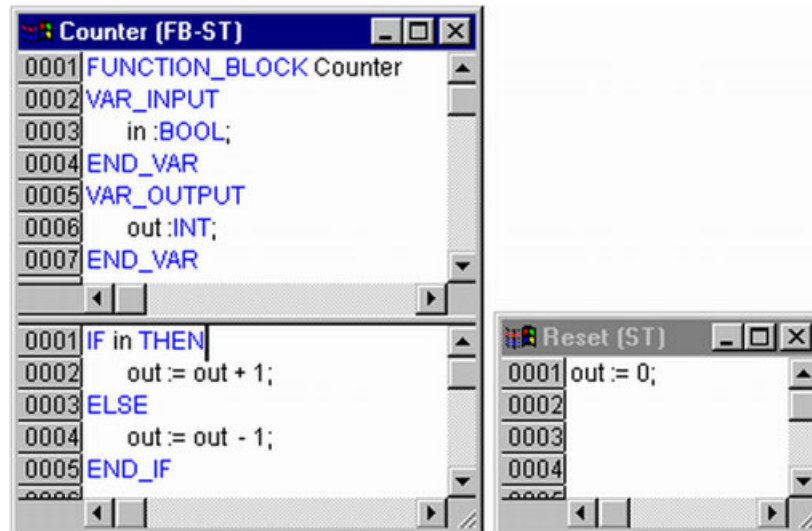 Counter (FB-ST)
0001 FUNCTION_BLOCK Counter
0002 VAR_INPUT
0003 in :BOOL;
0004 END_VAR
0005 VAR_OUTPUT
0006 out :INT;
0007 END_VAR
0001 IF in THEN
0002 out := out + 1;
0003 ELSE
0004 out := out - 1;
0005 END_IF
Reset (ST)
0001 out := 0;
0002
0003
0004